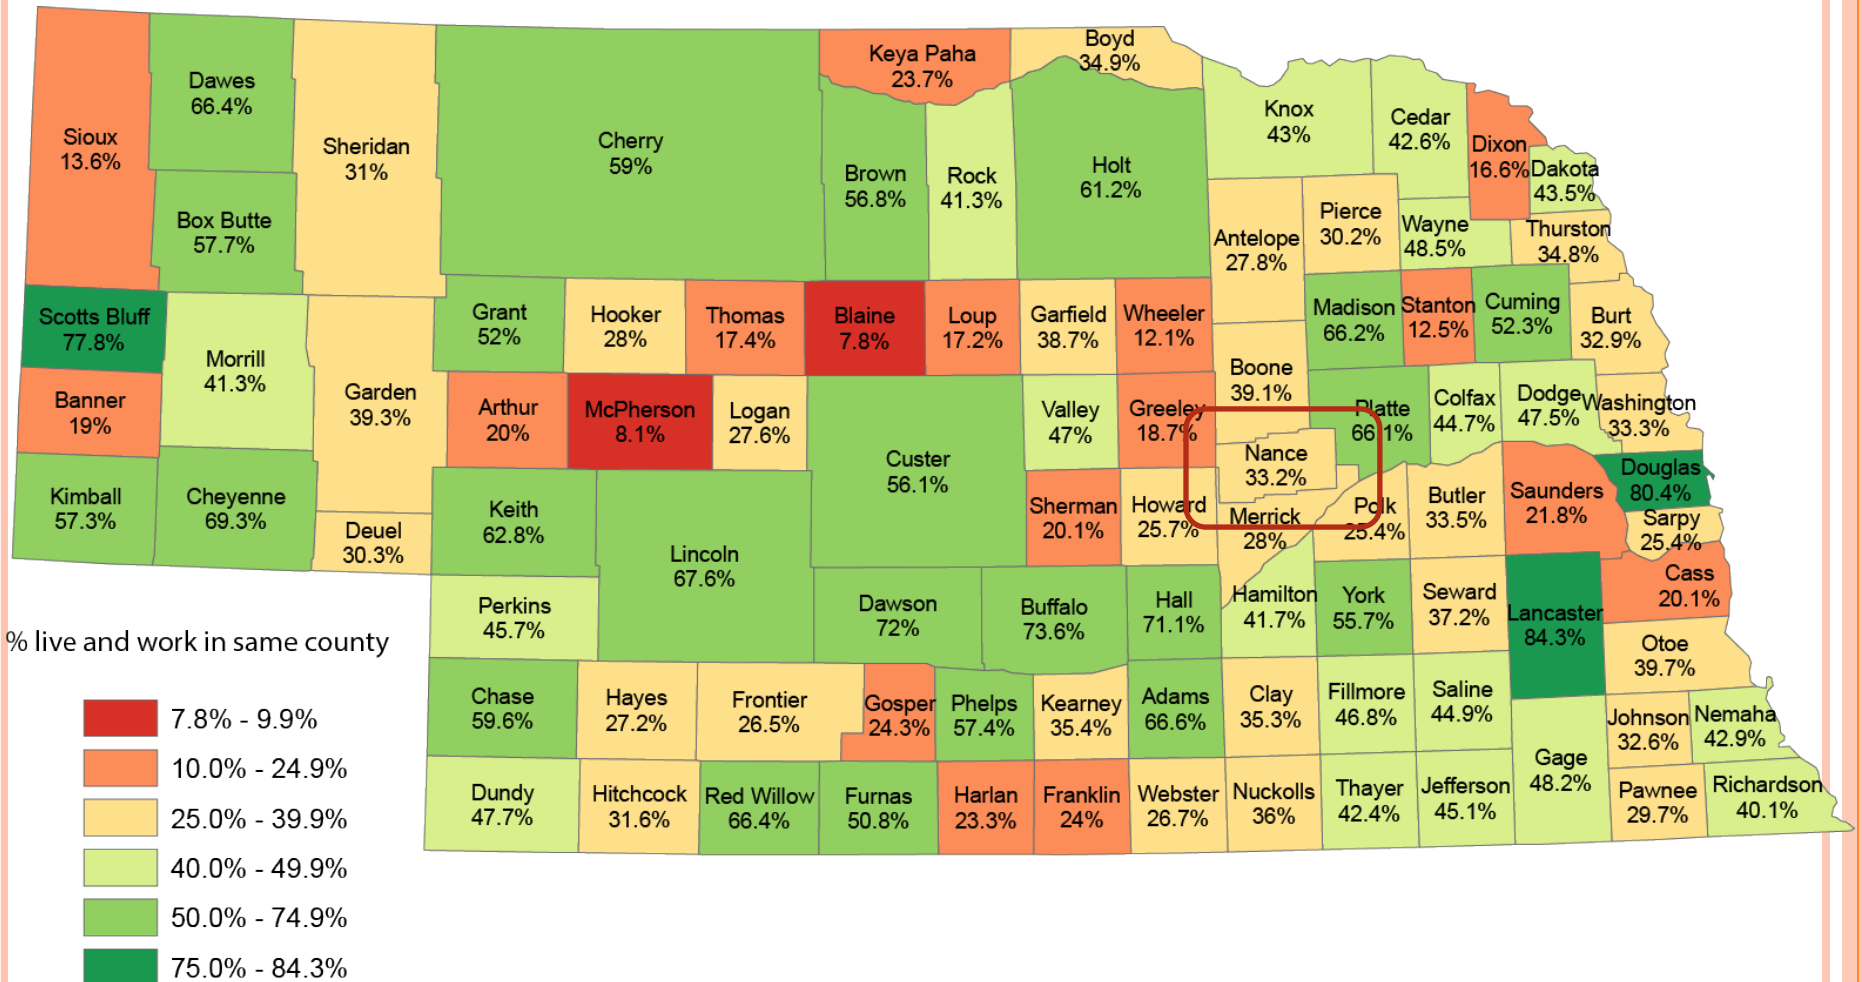 Boyd
34.9%
Keya Paha
23.7%
Dawes
66.4%
Sioux
13.6%
Sheridan
31%
Cherry
59%
Brown
56.8%
Rock
41.3%
Holt
61.2%
Knox
43%
Cedar
42.6%
Dixon
16.6%
Dakota
43.5%
Box Butte
57.7%
Antelope
27.8%
Pierce
30.2%
Wayne
48.5%
Thurston
34.8%
Scotts Bluff
77.8%
Morrill
41.3%
Grant
52%
Hooker
28%
Thomas
17.4%
Blaine
7.8%
Loup
17.2%
Garfield
38.7%
Wheeler
12.1%
Madison
66.2%
Stanton
12.5%
Cuming
52.3%
Burt
32.9%
Boone
39.1%
Banner
19%
Garden
39.3%
Arthur
20%
McPherson
8.1%
Logan
27.6%
Custer
56.1%
Valley
47%
Greeley
18.7%
Platte
66.1%
Colfax
44.7%
Dodge
47.5%
Washington
33.3%
Nance
33.2%
Douglas
80.4%
Kimball
57.3%
Cheyenne
69.3%
Deuel
30.3%
Keith
62.8%
Lincoln
67.6%
Sherman
20.1%
Howard
25.7%
Merrick
28%
Polk
25.4%
Butler
33.5%
Saunders
21.8%
Sarpy
25.4%
Cass
20.1%
Perkins
45.7%
Dawson
72%
Buffalo
73.6%
Hall
71.1%
Hamilton
41.7%
York
55.7%
Seward
37.2%
Lancaster
84.3%
Otoe
39.7%
% live and work in same county
Chase
59.6%
Hayes
27.2%
Frontier
26.5%
Gosper
24.3%
Phelps
57.4%
Kearney
35.4%
Adams
66.6%
Clay
35.3%
Fillmore
46.8%
Saline
44.9%
Gage
48.2%
Johnson
32.6%
Nemaha
42.9%
Dundy
47.7%
Hitchcock
31.6%
Red Willow
66.4%
Furnas
50.8%
Harlan
23.3%
Franklin
24%
Webster
26.7%
Nuckolls
36%
Thayer
42.4%
Jefferson
45.1%
Pawnee
29.7%
Richardson
40.1%
7.8% - 9.9%
10.0% - 24.9%
25.0% - 39.9%
40.0% - 49.9%
50.0% - 74.9%
75.0% - 84.3%